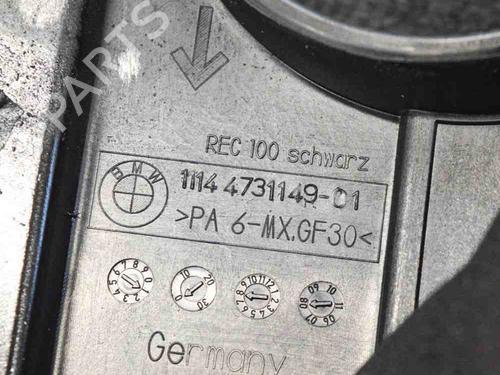 PARTS
REC 100 schwarz
BMW
1114 4731149-01
>PA 6-MX.GF30<
Germany